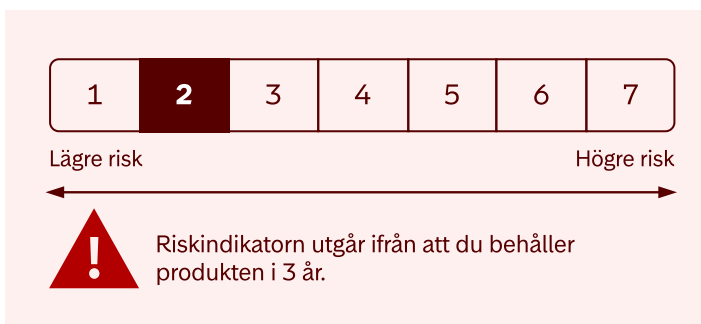 1 2 3 4 5 6 7
Lägre risk Högre risk
!
Riskindikatorn utgår ifrån att du behåller
produkten i 3 år.